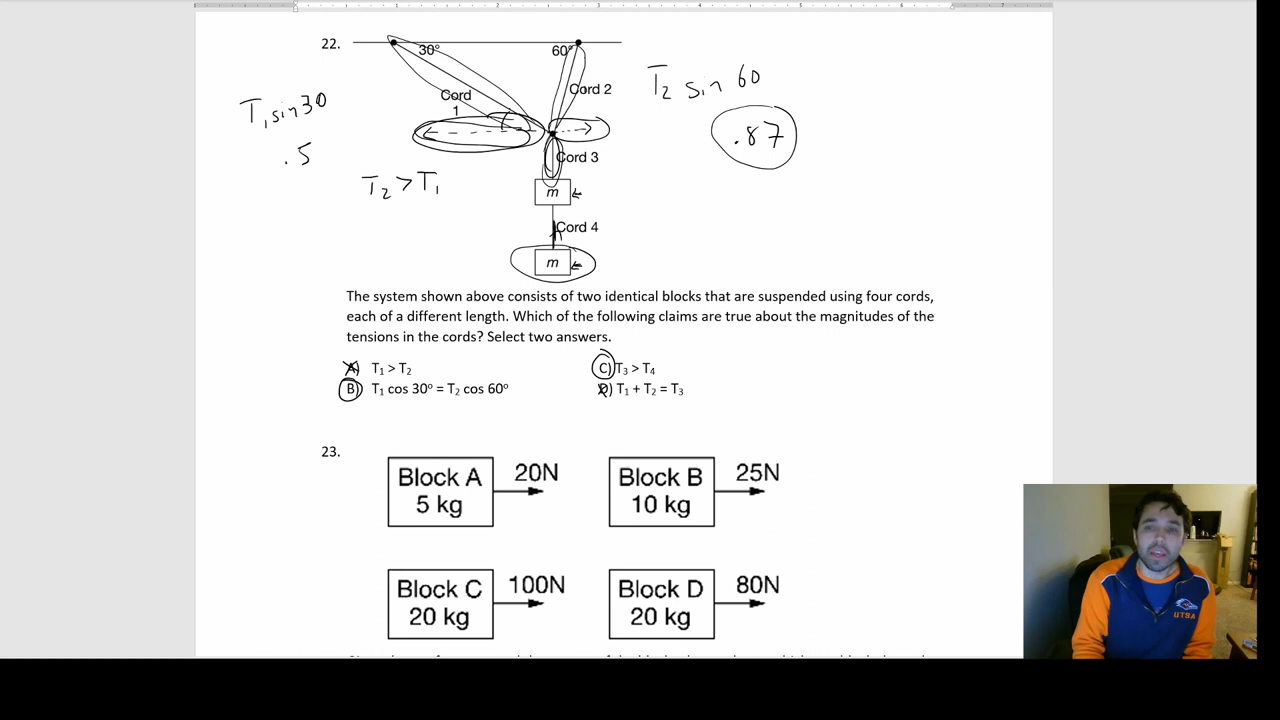 22.
30°
60°
T₂ sin 60
.87
T₁ sin 30
.5
Cord
1
Cord 2
Cord 3
T₂ > T₁
m
Cord 4
m
The system shown above consists of two identical blocks that are suspended using four cords,
each of a different length. Which of the following claims are true about the magnitudes of the
tensions in the cords? Select two answers.
A) T₁ > T₂
C) T₃ > T₄
B) T₁ cos 30° = T₂ cos 60°
D) T₁ + T₂ = T₃
23.
Block A
5 kg
20N
Block B
10 kg
25N
Block C
20 kg
100N
Block D
20 kg
80N
UTSA